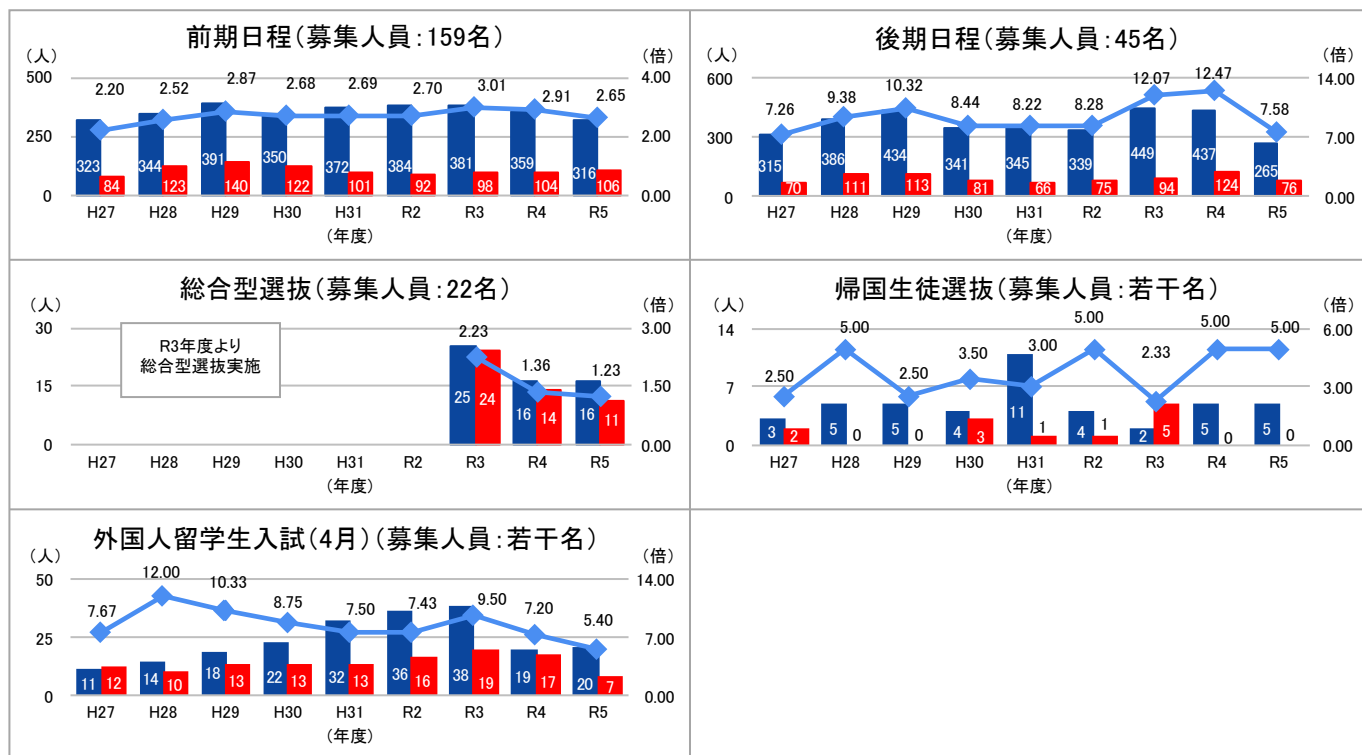 前期日程(募集人員:159名)
(人)
(倍)
500
250
0
4.00
2.00
0.00
2.20 2.52 2.87 2.68 2.69 2.70 3.01 2.91 2.65
323 344 391 350 372 384 381 359 316
84 123 140 122 101 92 98 104 106
H27 H28 H29 H30 H31 R2 R3 R4 R5
(年度)
後期日程(募集人員:45名)
(人)
(倍)
600
300
0
14.00
7.00
0.00
7.26 9.38 10.32 8.44 8.22 8.28 12.07 12.47 7.58
315 386 434 341 345 339 449 437 265
70 111 113 81 66 75 94 124 76
H27 H28 H29 H30 H31 R2 R3 R4 R5
(年度)
総合型選抜(募集人員:22名)
(人)
(倍)
30
15
0
3.00
1.50
0.00
R3年度より
総合型選抜実施
2.23 1.36 1.23
25 16 16
24 14 11
H27 H28 H29 H30 H31 R2 R3 R4 R5
(年度)
帰国生徒選抜(募集人員:若干名)
(人)
(倍)
14
7
0
6.00
3.00
0.00
2.50 5.00 2.50 3.50 3.00 5.00 2.33 5.00 5.00
3 5 5 4 11 4 2 5 5
2 0 0 3 1 1 5 0 0
H27 H28 H29 H30 H31 R2 R3 R4 R5
(年度)
外国人留学生入試(4月)(募集人員:若干名)
(人)
(倍)
50
25
0
14.00
7.00
0.00
7.67 12.00 10.33 8.75 7.50 7.43 9.50 7.20 5.40
11 14 18 22 32 36 38 19 20
12 10 13 13 13 16 19 17 7
H27 H28 H29 H30 H31 R2 R3 R4 R5
(年度)